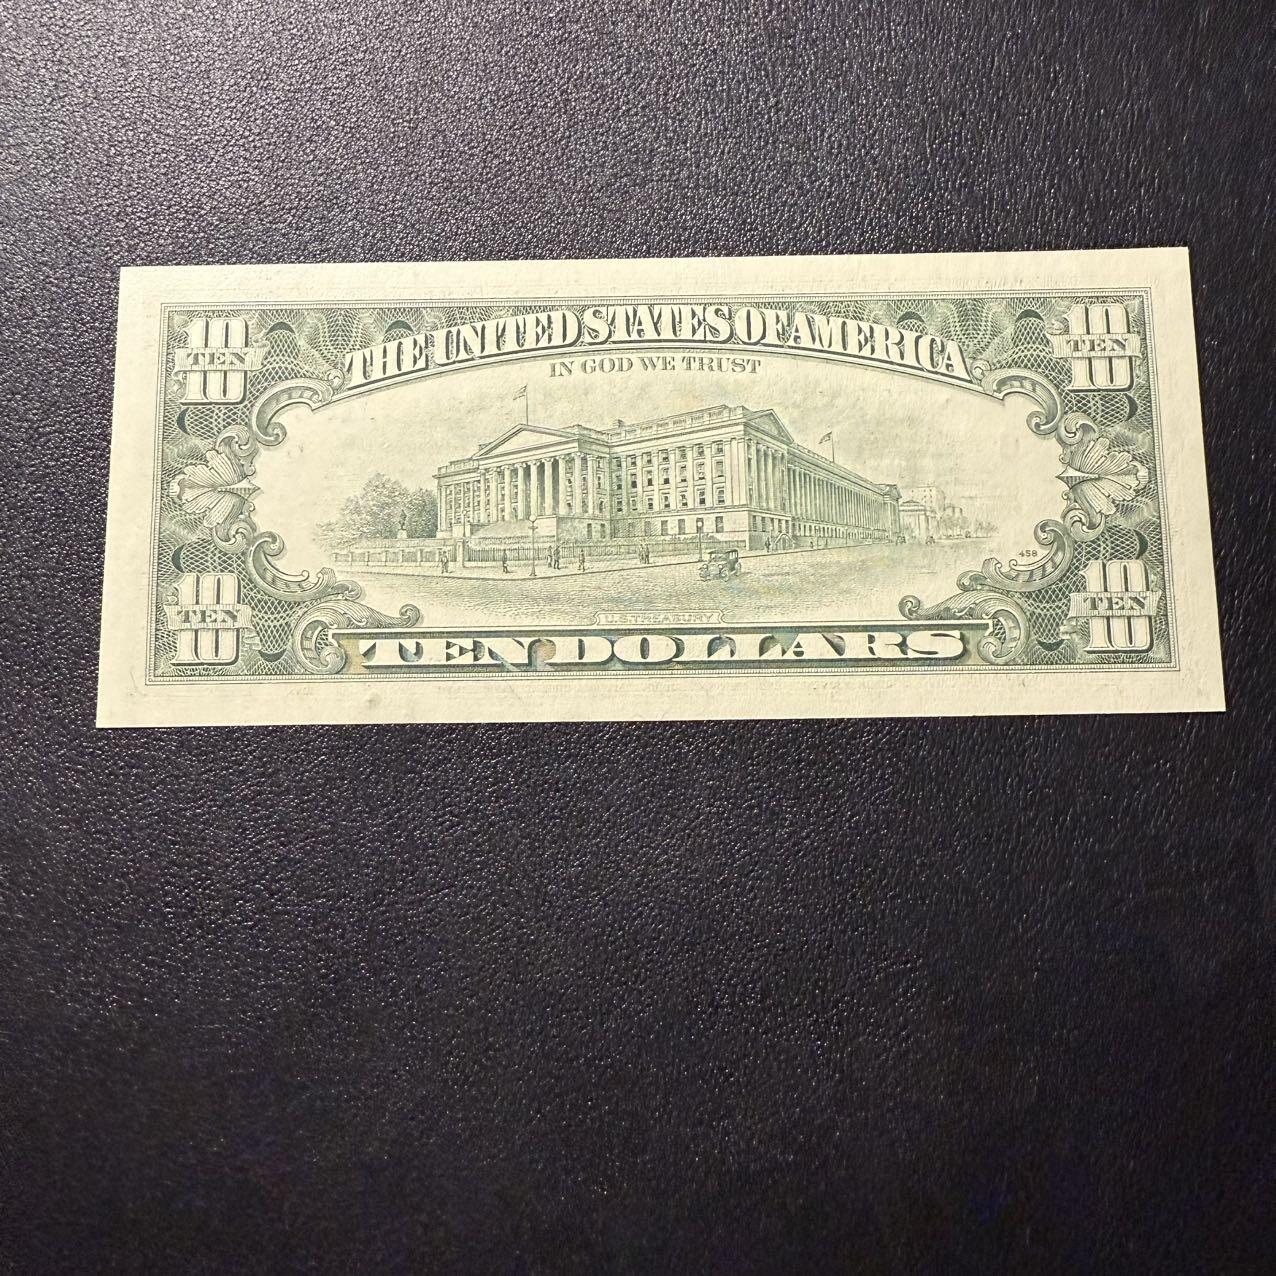 10 TEN 10
THE UNITED STATES OF AMERICA
10 TEN 10
IN GOD WE TRUST
458
10 TEN 10
U.S. TREASURY
10 TEN 10
TEN DOLLARS